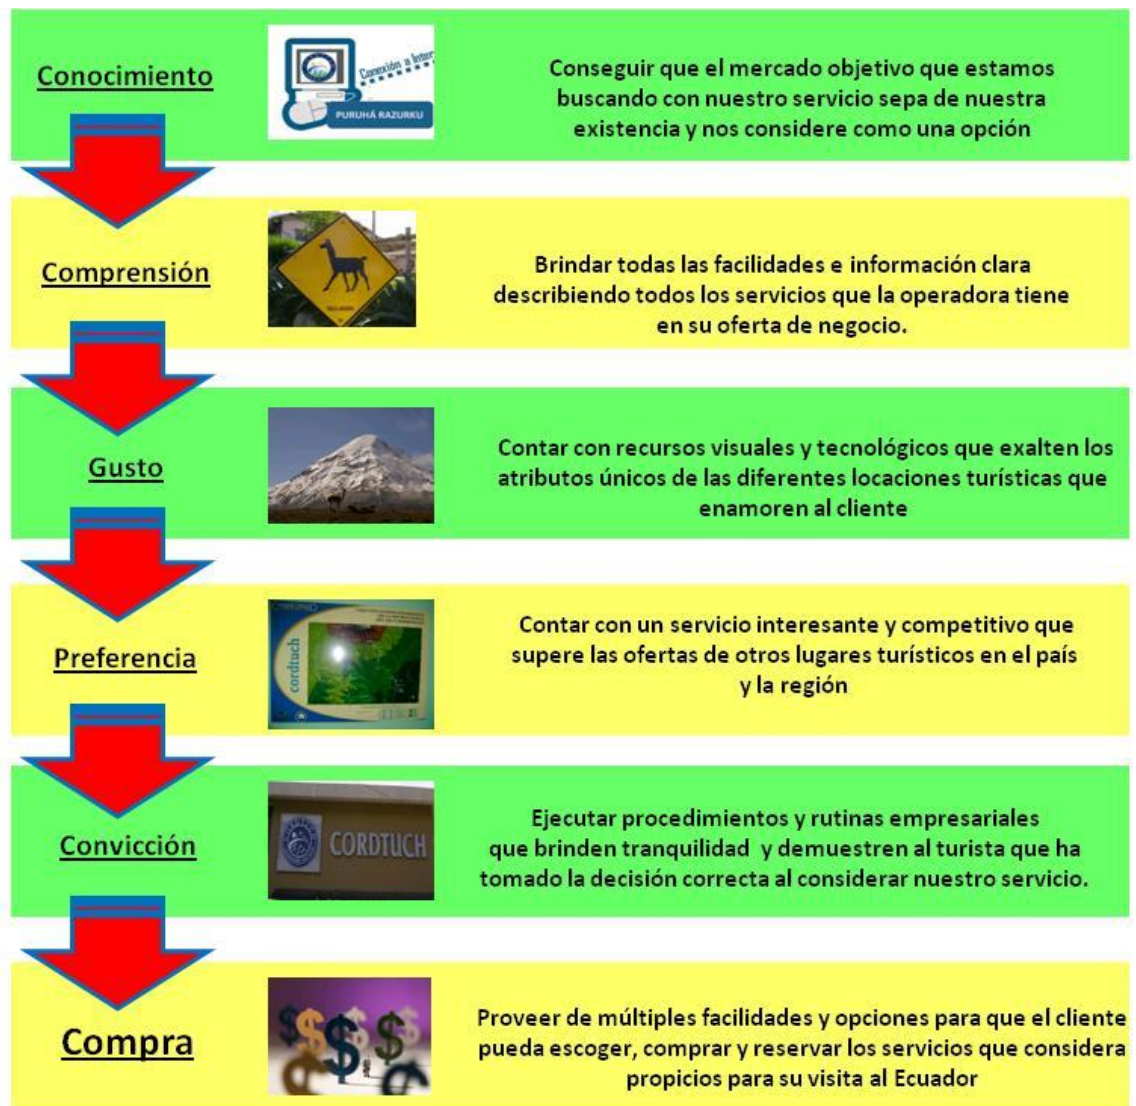 Conocimiento
Conexión a Inter
PURUHÁ RAZURKU
Conseguir que el mercado objetivo que estamos
buscando con nuestro servicio sepa de nuestra
existencia y nos considere como una opción
Comprensión
Brindar todas las facilidades e información clara
describiendo todos los servicios que la operadora tiene
en su oferta de negocio.
Gusto
Contar con recursos visuales y tecnológicos que exalten los
atributos únicos de las diferentes locaciones turísticas que
enamoren al cliente
Preferencia
cordtuch
Contar con un servicio interesante y competitivo que
supere las ofertas de otros lugares turísticos en el país
y la región
Convicción
CORDTUCH
Ejecutar procedimientos y rutinas empresariales
que brinden tranquilidad y demuestren al turista que ha
tomado la decisión correcta al considerar nuestro servicio.
Compra
$ $ $ $ $
Proveer de múltiples facilidades y opciones para que el cliente
pueda escoger, comprar y reservar los servicios que considera
propicios para su visita al Ecuador